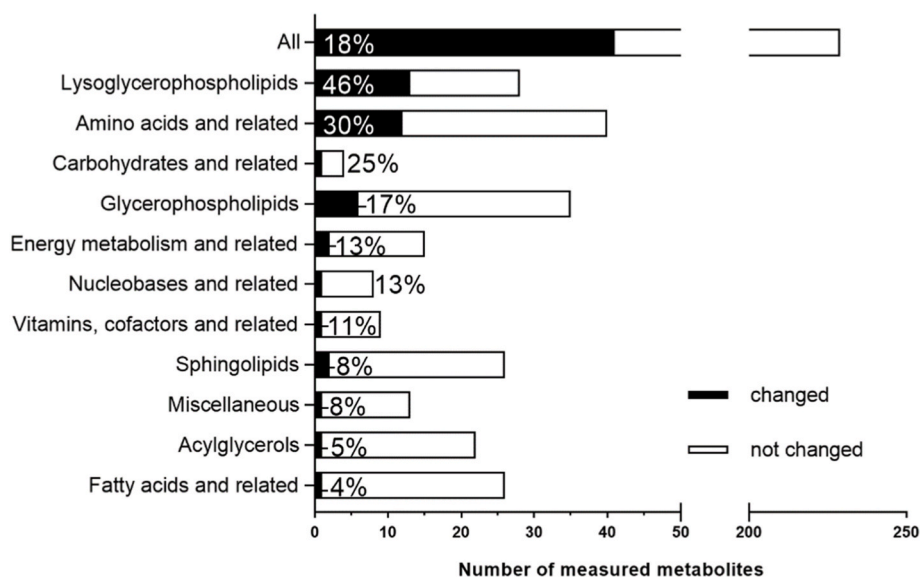 All 18%
Lysoglycerophospholipids 46%
Amino acids and related 30%
Carbohydrates and related 25%
Glycerophospholipids 17%
Energy metabolism and related 13%
Nucleobases and related 13%
Vitamins, cofactors and related 11%
Sphingolipids 8%
Miscellaneous 8%
Acylglycerols 5%
Fatty acids and related 4%
changed
not changed
0 10 20 30 40 50 200 250
Number of measured metabolites